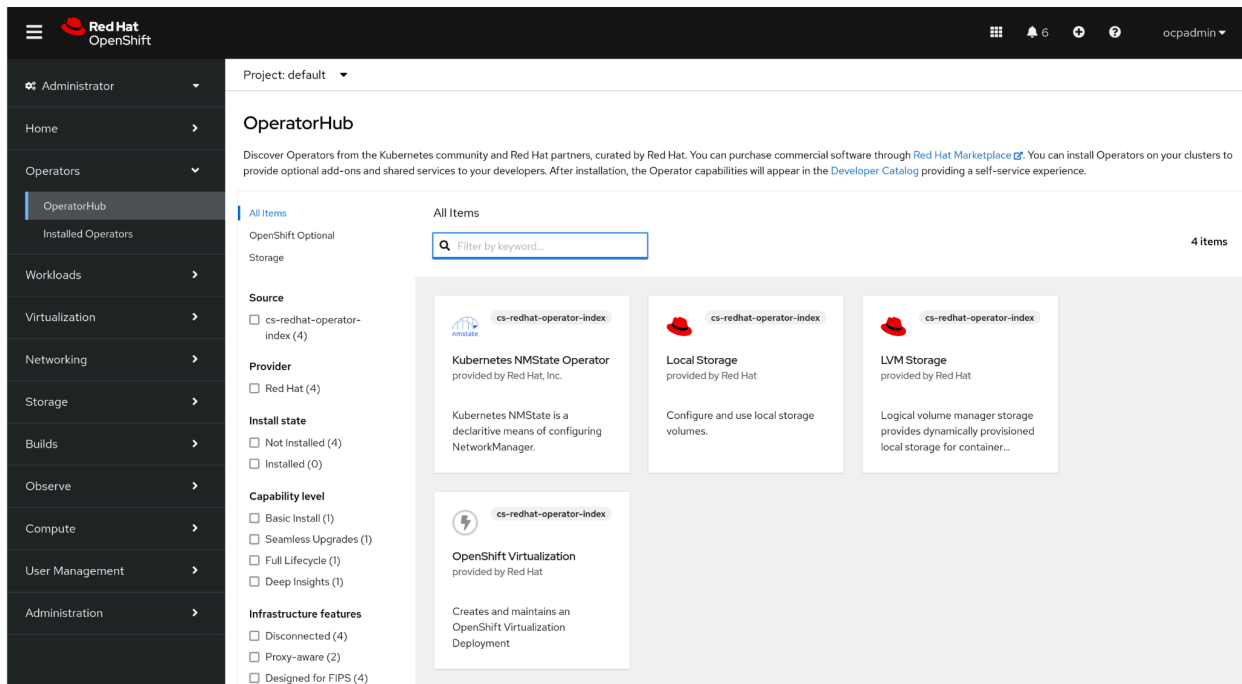 Red Hat
OpenShift
6
ocpadmin
Administrator
Home
Operators
OperatorHub
Installed Operators
Workloads
Virtualization
Networking
Storage
Builds
Observe
Compute
User Management
Administration
Project: default
OperatorHub
Discover Operators from the Kubernetes community and Red Hat partners, curated by Red Hat. You can purchase commercial software through Red Hat Marketplace. You can install Operators on your clusters to
provide optional add-ons and shared services to your developers. After installation, the Operator capabilities will appear in the Developer Catalog providing a self-service experience.
All Items
OpenShift Optional
Storage
Source
cs-redhat-operator-
index (4)
Provider
Red Hat (4)
Install state
Not Installed (4)
Installed (0)
Capability level
Basic Install (1)
Seamless Upgrades (1)
Full Lifecycle (1)
Deep Insights (1)
Infrastructure features
Disconnected (4)
Proxy-aware (2)
Designed for FIPS (4)
All Items
Filter by keyword...
4 items
nmstate
cs-redhat-operator-index
Kubernetes NMState Operator
provided by Red Hat, Inc.
Kubernetes NMState is a
declaritive means of configuring
NetworkManager.
cs-redhat-operator-index
Local Storage
provided by Red Hat
Configure and use local storage
volumes.
cs-redhat-operator-index
LVM Storage
provided by Red Hat
Logical volume manager storage
provides dynamically provisioned
local storage for container...
cs-redhat-operator-index
OpenShift Virtualization
provided by Red Hat
Creates and maintains an
OpenShift Virtualization
Deployment